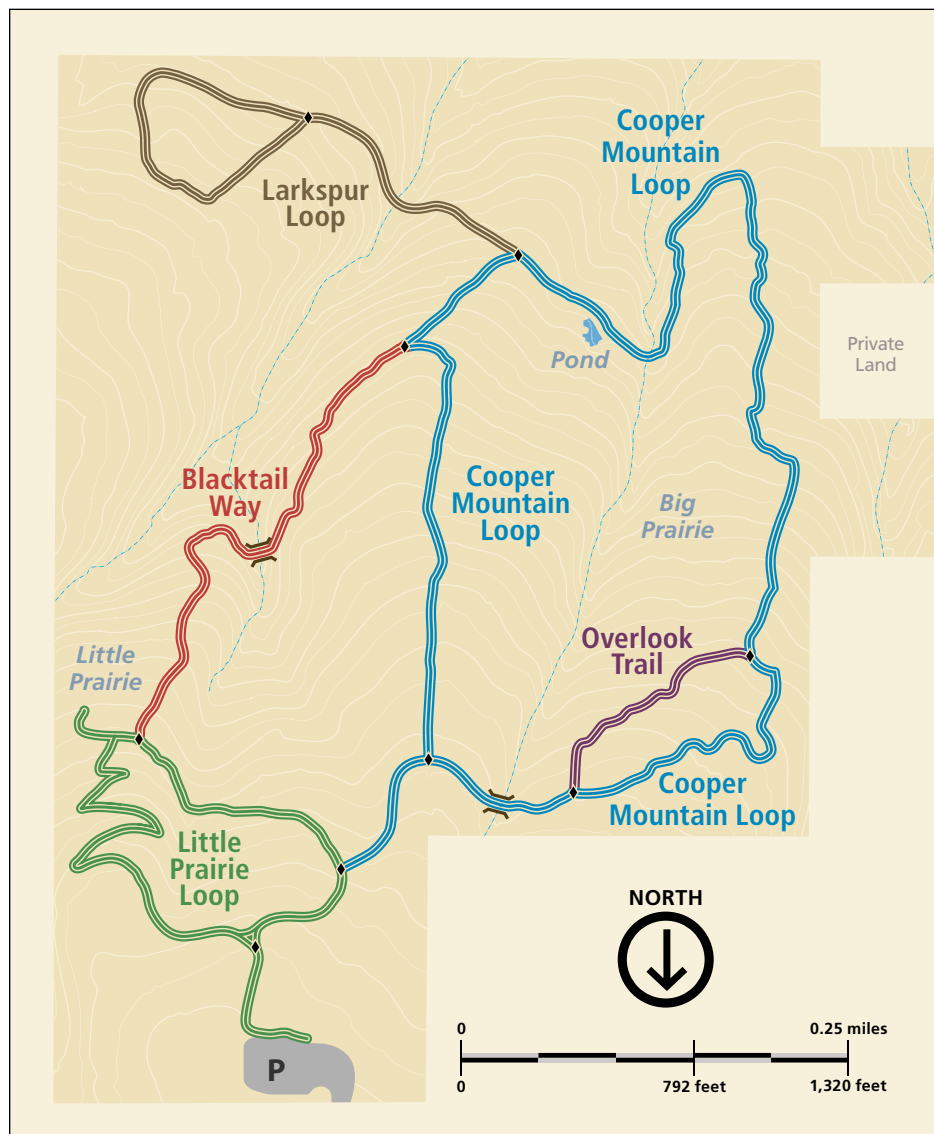 Cooper
Mountain
Loop
Larkspur
Loop
Private
Land
Pond
Blacktail
Way
Cooper
Mountain
Loop
Big
Prairie
Overlook
Trail
Little
Prairie
Cooper
Mountain Loop
Little
Prairie
Loop
NORTH
P
0 0.25 miles
0 792 feet 1,320 feet